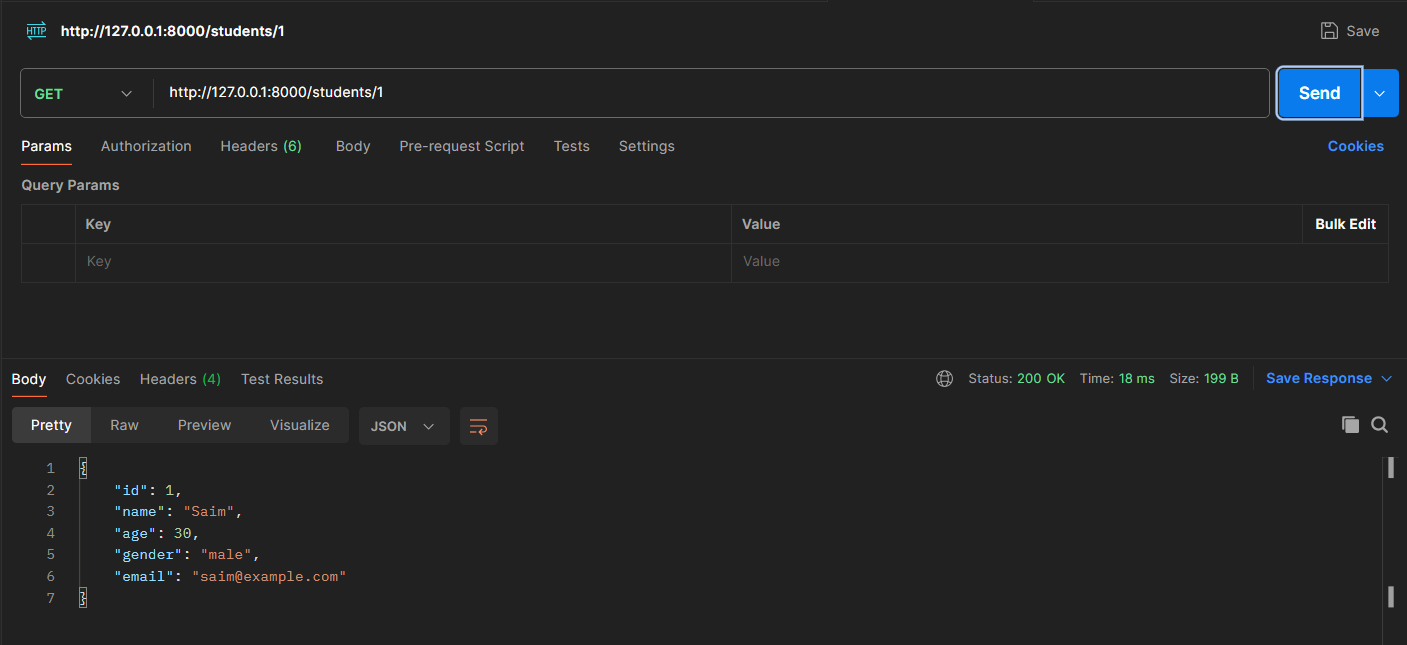 HTTP http://127.0.0.1:8000/students/1 Save
GET http://127.0.0.1:8000/students/1 Send
Params Authorization Headers (6) Body Pre-request Script Tests Settings Cookies
Query Params
Key Value Bulk Edit
Key Value
Body Cookies Headers (4) Test Results Status: 200 OK Time: 18 ms Size: 199 B Save Response
Pretty Raw Preview Visualize JSON
1 {
2 "id": 1,
3 "name": "Saim",
4 "age": 30,
5 "gender": "male",
6 "email": "saim@example.com"
7 }